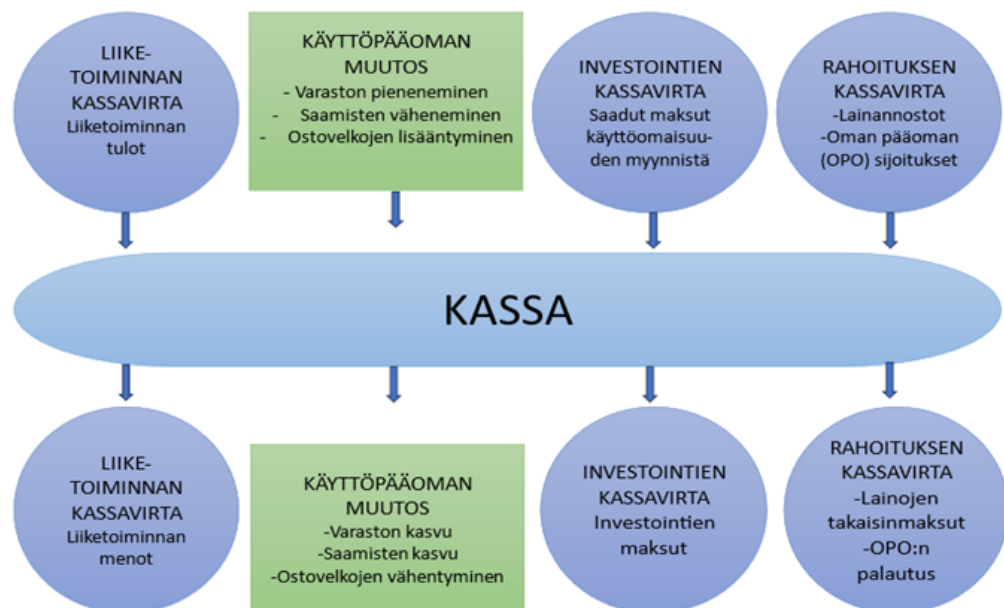 LIIKE-
TOIMINNAN
KASSAVIRTA
Liiketoiminnan
tulot
KÄYTTÖPÄÄOMAN
MUUTOS
- Varaston pieneneminen
- Saamisten väheneminen
- Ostovelkojen lisääntyminen
INVESTOINTIEN
KASSAVIRTA
Saadut maksut
käyttöomaisuu-
den myynnistä
RAHOITUKSEN
KASSAVIRTA
-Lainannostot
-Oman pääoman
(OPO) sijoitukset
KASSA
LIIKE-
TOIMINNAN
KASSAVIRTA
Liiketoiminnan
menot
KÄYTTÖPÄÄOMAN
MUUTOS
-Varaston kasvu
-Saamisten kasvu
-Ostovelkojen vähentyminen
INVESTOINTIEN
KASSAVIRTA
Investointien
maksut
RAHOITUKSEN
KASSAVIRTA
-Lainojen
takaisinmaksut
-OPO:n
palautus